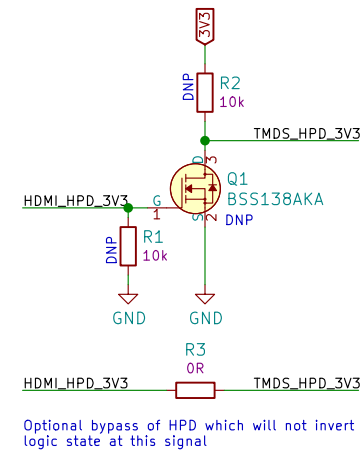 3V3
DNP
R2
10k
TMDS_HPD_3V3
D
3
Q1
BSS138AKA
HDMI_HPD_3V3
G
1
S
2
DNP
DNP
R1
10k
GND
GND
R3
0R
HDMI_HPD_3V3
TMDS_HPD_3V3
Optional bypass of HPD which will not invert
logic state at this signal